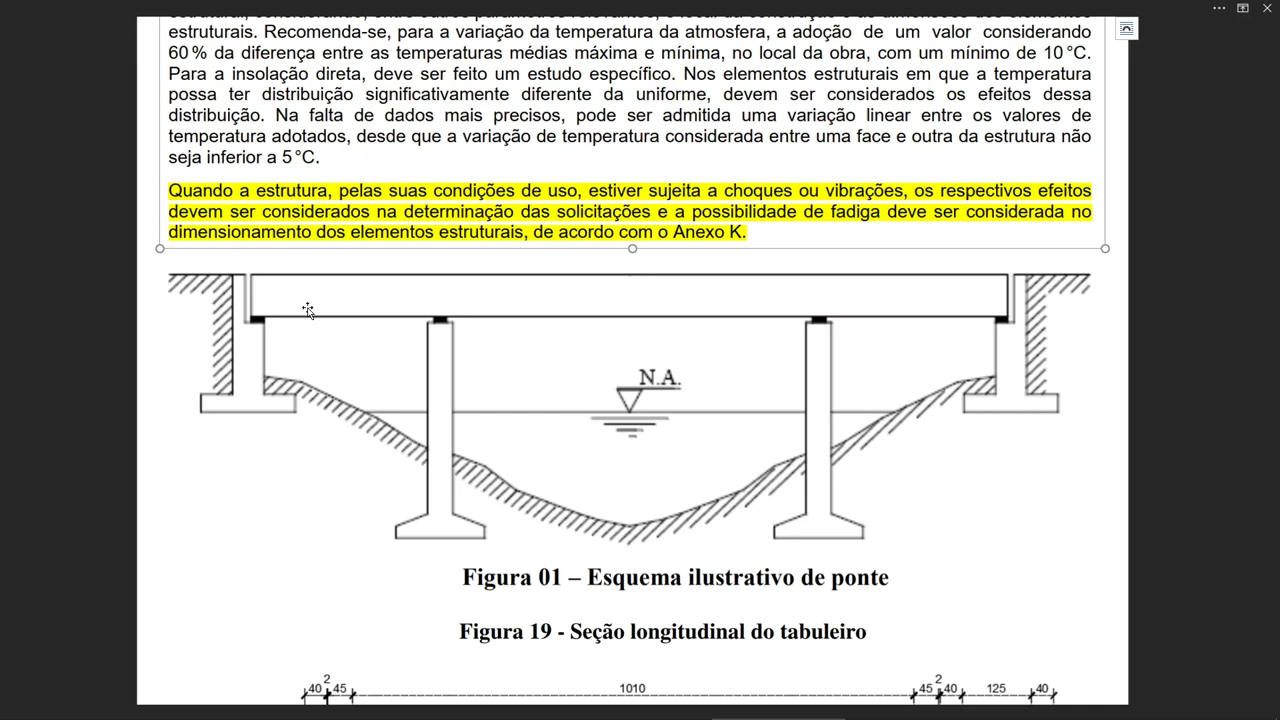 estruturais. Recomenda-se, para a variação da temperatura da atmosfera, a adoção de um valor considerando
60 % da diferença entre as temperaturas médias máxima e mínima, no local da obra, com um mínimo de 10 °C.
Para a insolação direta, deve ser feito um estudo específico. Nos elementos estruturais em que a temperatura
possa ter distribuição significativamente diferente da uniforme, devem ser considerados os efeitos dessa
distribuição. Na falta de dados mais precisos, pode ser admitida uma variação linear entre os valores de
temperatura adotados, desde que a variação de temperatura considerada entre uma face e outra da estrutura não
seja inferior a 5 °C.
Quando a estrutura, pelas suas condições de uso, estiver sujeita a choques ou vibrações, os respectivos efeitos
devem ser considerados na determinação das solicitações e a possibilidade de fadiga deve ser considerada no
dimensionamento dos elementos estruturais, de acordo com o Anexo K.
N.A.
Figura 01 – Esquema ilustrativo de ponte
Figura 19 - Seção longitudinal do tabuleiro
2 2
40 45 1010 45 40 125 40